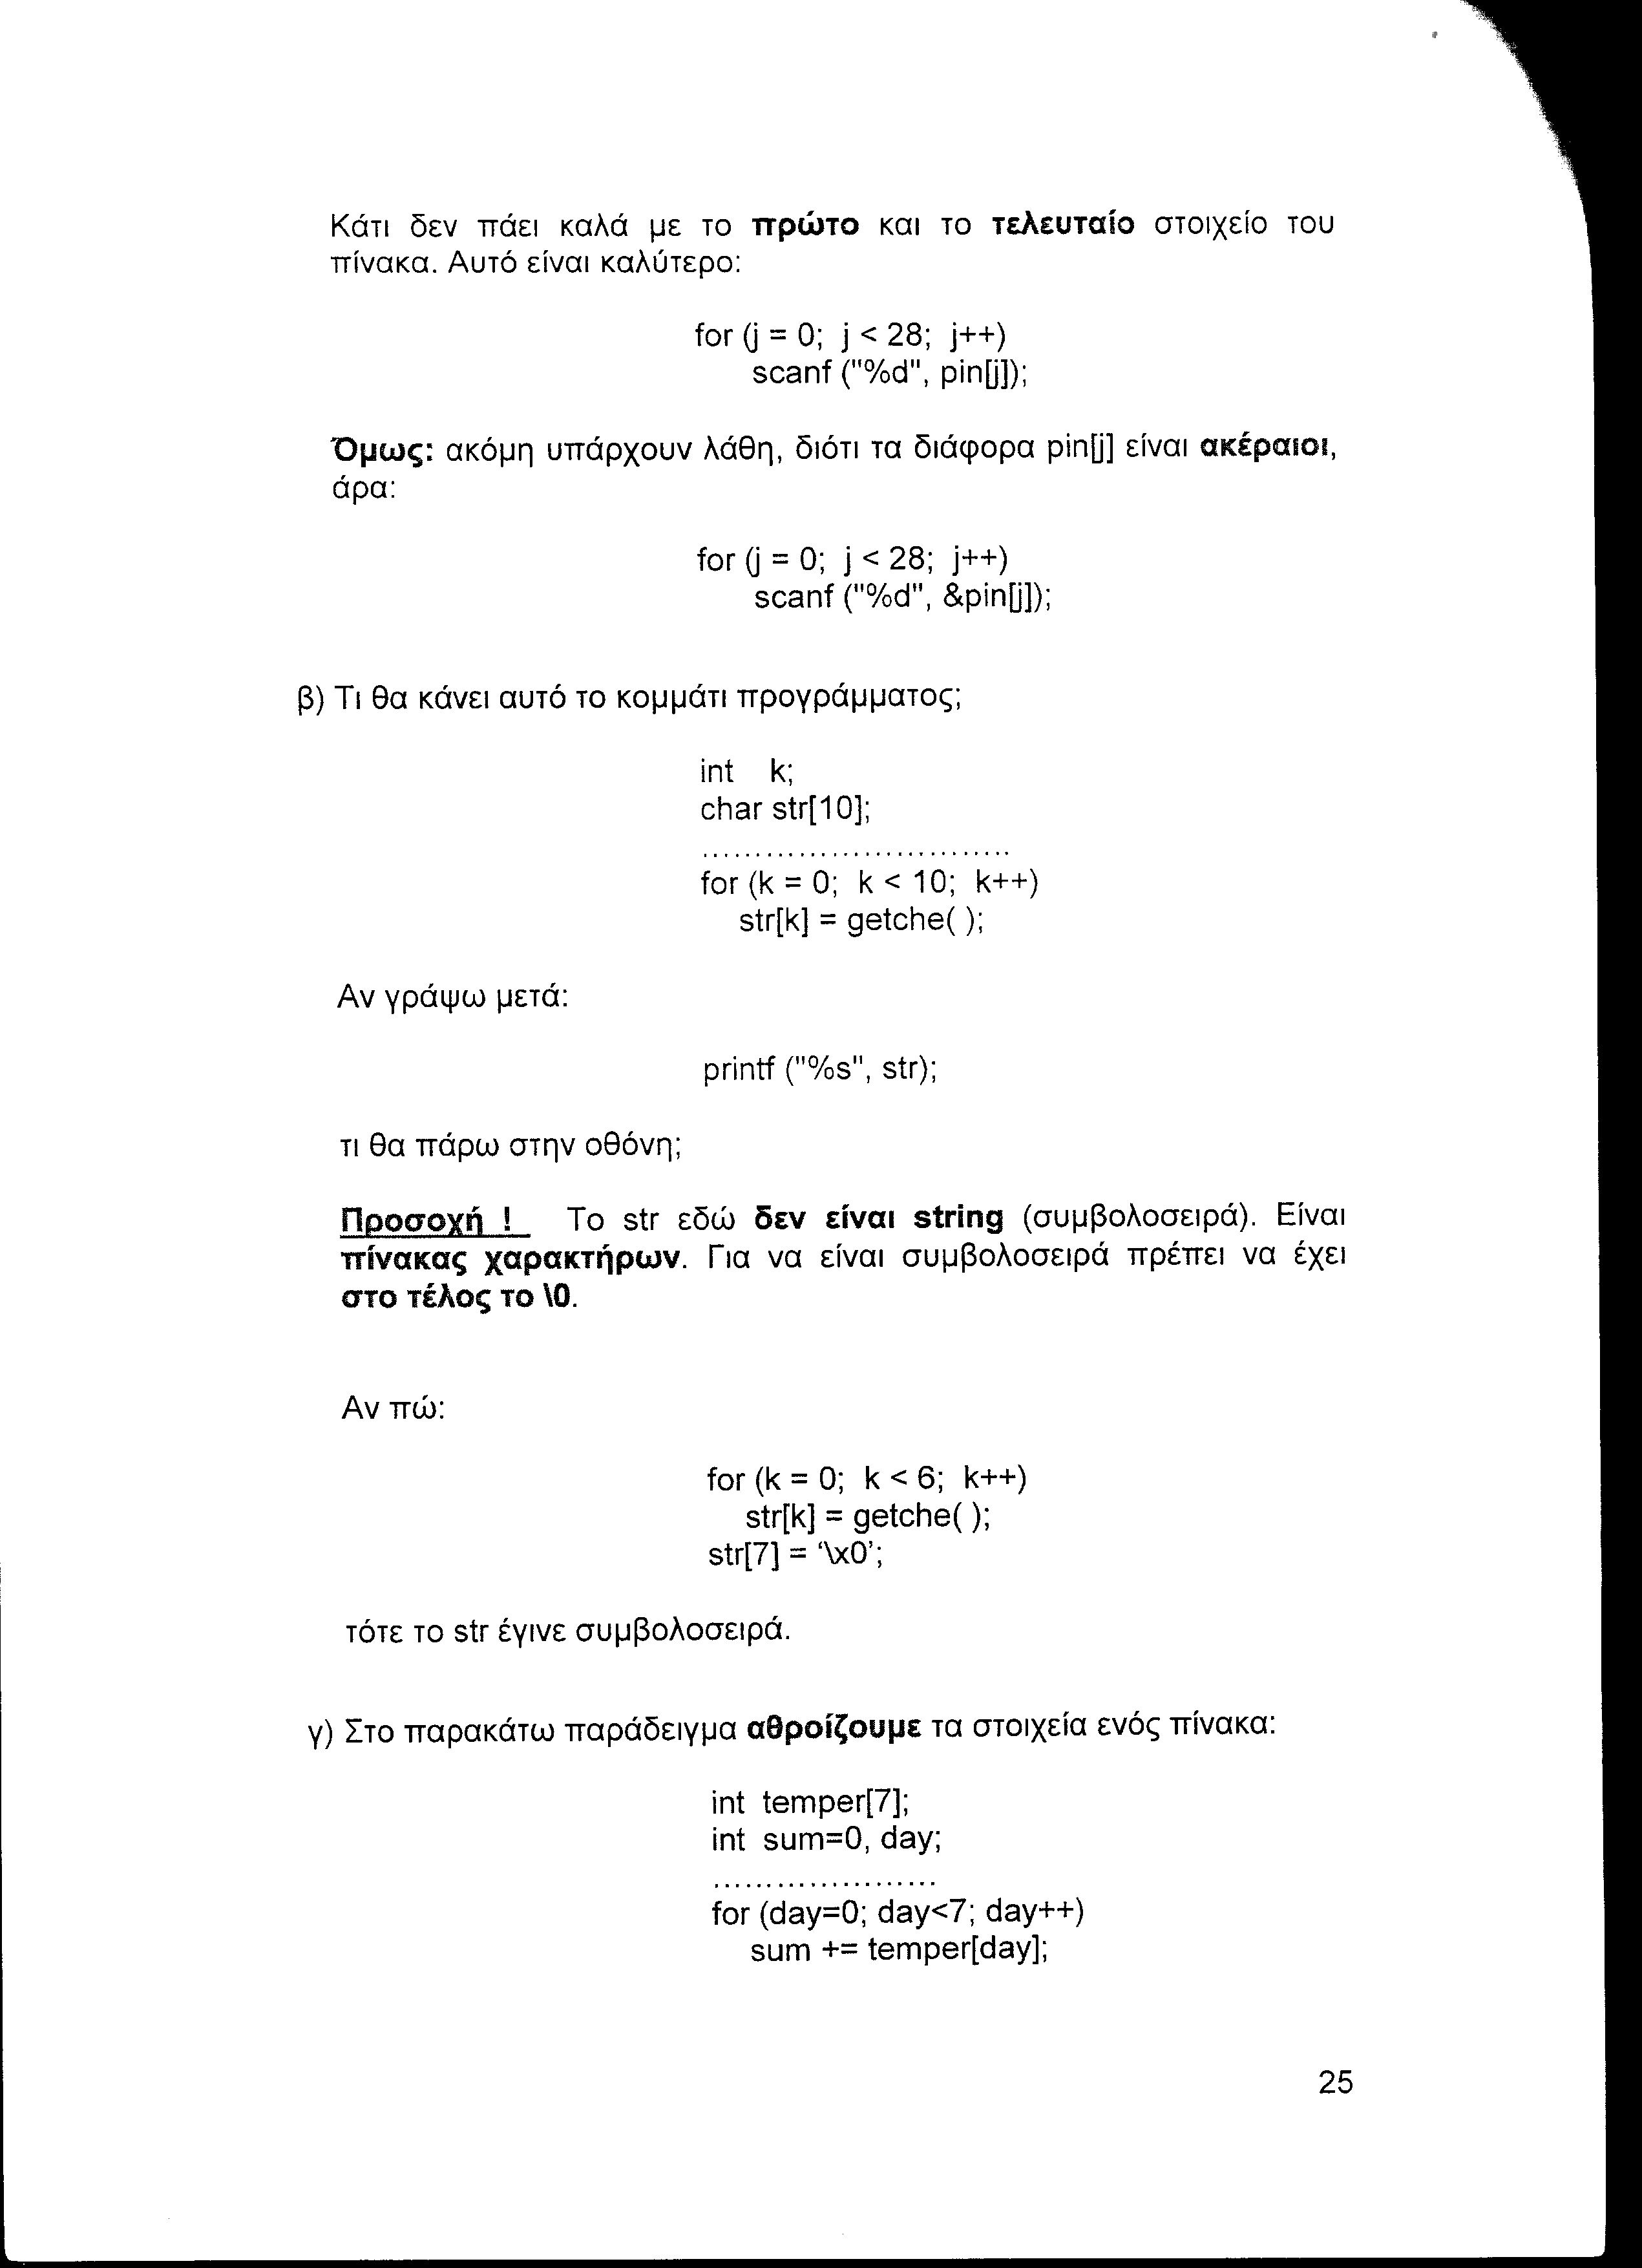 Κάτι δεν πάει καλά με το πρώτο και το τελευταίο στοιχείο του
πίνακα. Αυτό είναι καλύτερο:
for (j = 0; j < 28; j++)
scanf ("%d", pin[j]);
Όμως: ακόμη υπάρχουν λάθη, διότι τα διάφορα pin[j] είναι ακέραιοι,
άρα:
for (j = 0; j < 28; j++)
scanf ("%d", &pin[j]);
β) Τι θα κάνει αυτό το κομμάτι προγράμματος;
int k;
char str[10];
.............................
for (k = 0; k < 10; k++)
str[k] = getche( );
Αν γράψω μετά:
printf ("%s", str);
τι θα πάρω στην οθόνη;
Προσοχή ! Το str εδώ δεν είναι string (συμβολοσειρά). Είναι
πίνακας χαρακτήρων. Για να είναι συμβολοσειρά πρέπει να έχει
στο τέλος το \0.
Αν πώ:
for (k = 0; k < 6; k++)
str[k] = getche( );
str[7] = ‘\x0’;
τότε το str έγινε συμβολοσειρά.
γ) Στο παρακάτω παράδειγμα αθροίζουμε τα στοιχεία ενός πίνακα:
int temper[7];
int sum=0, day;
.....................
for (day=0; day<7; day++)
sum += temper[day];
25